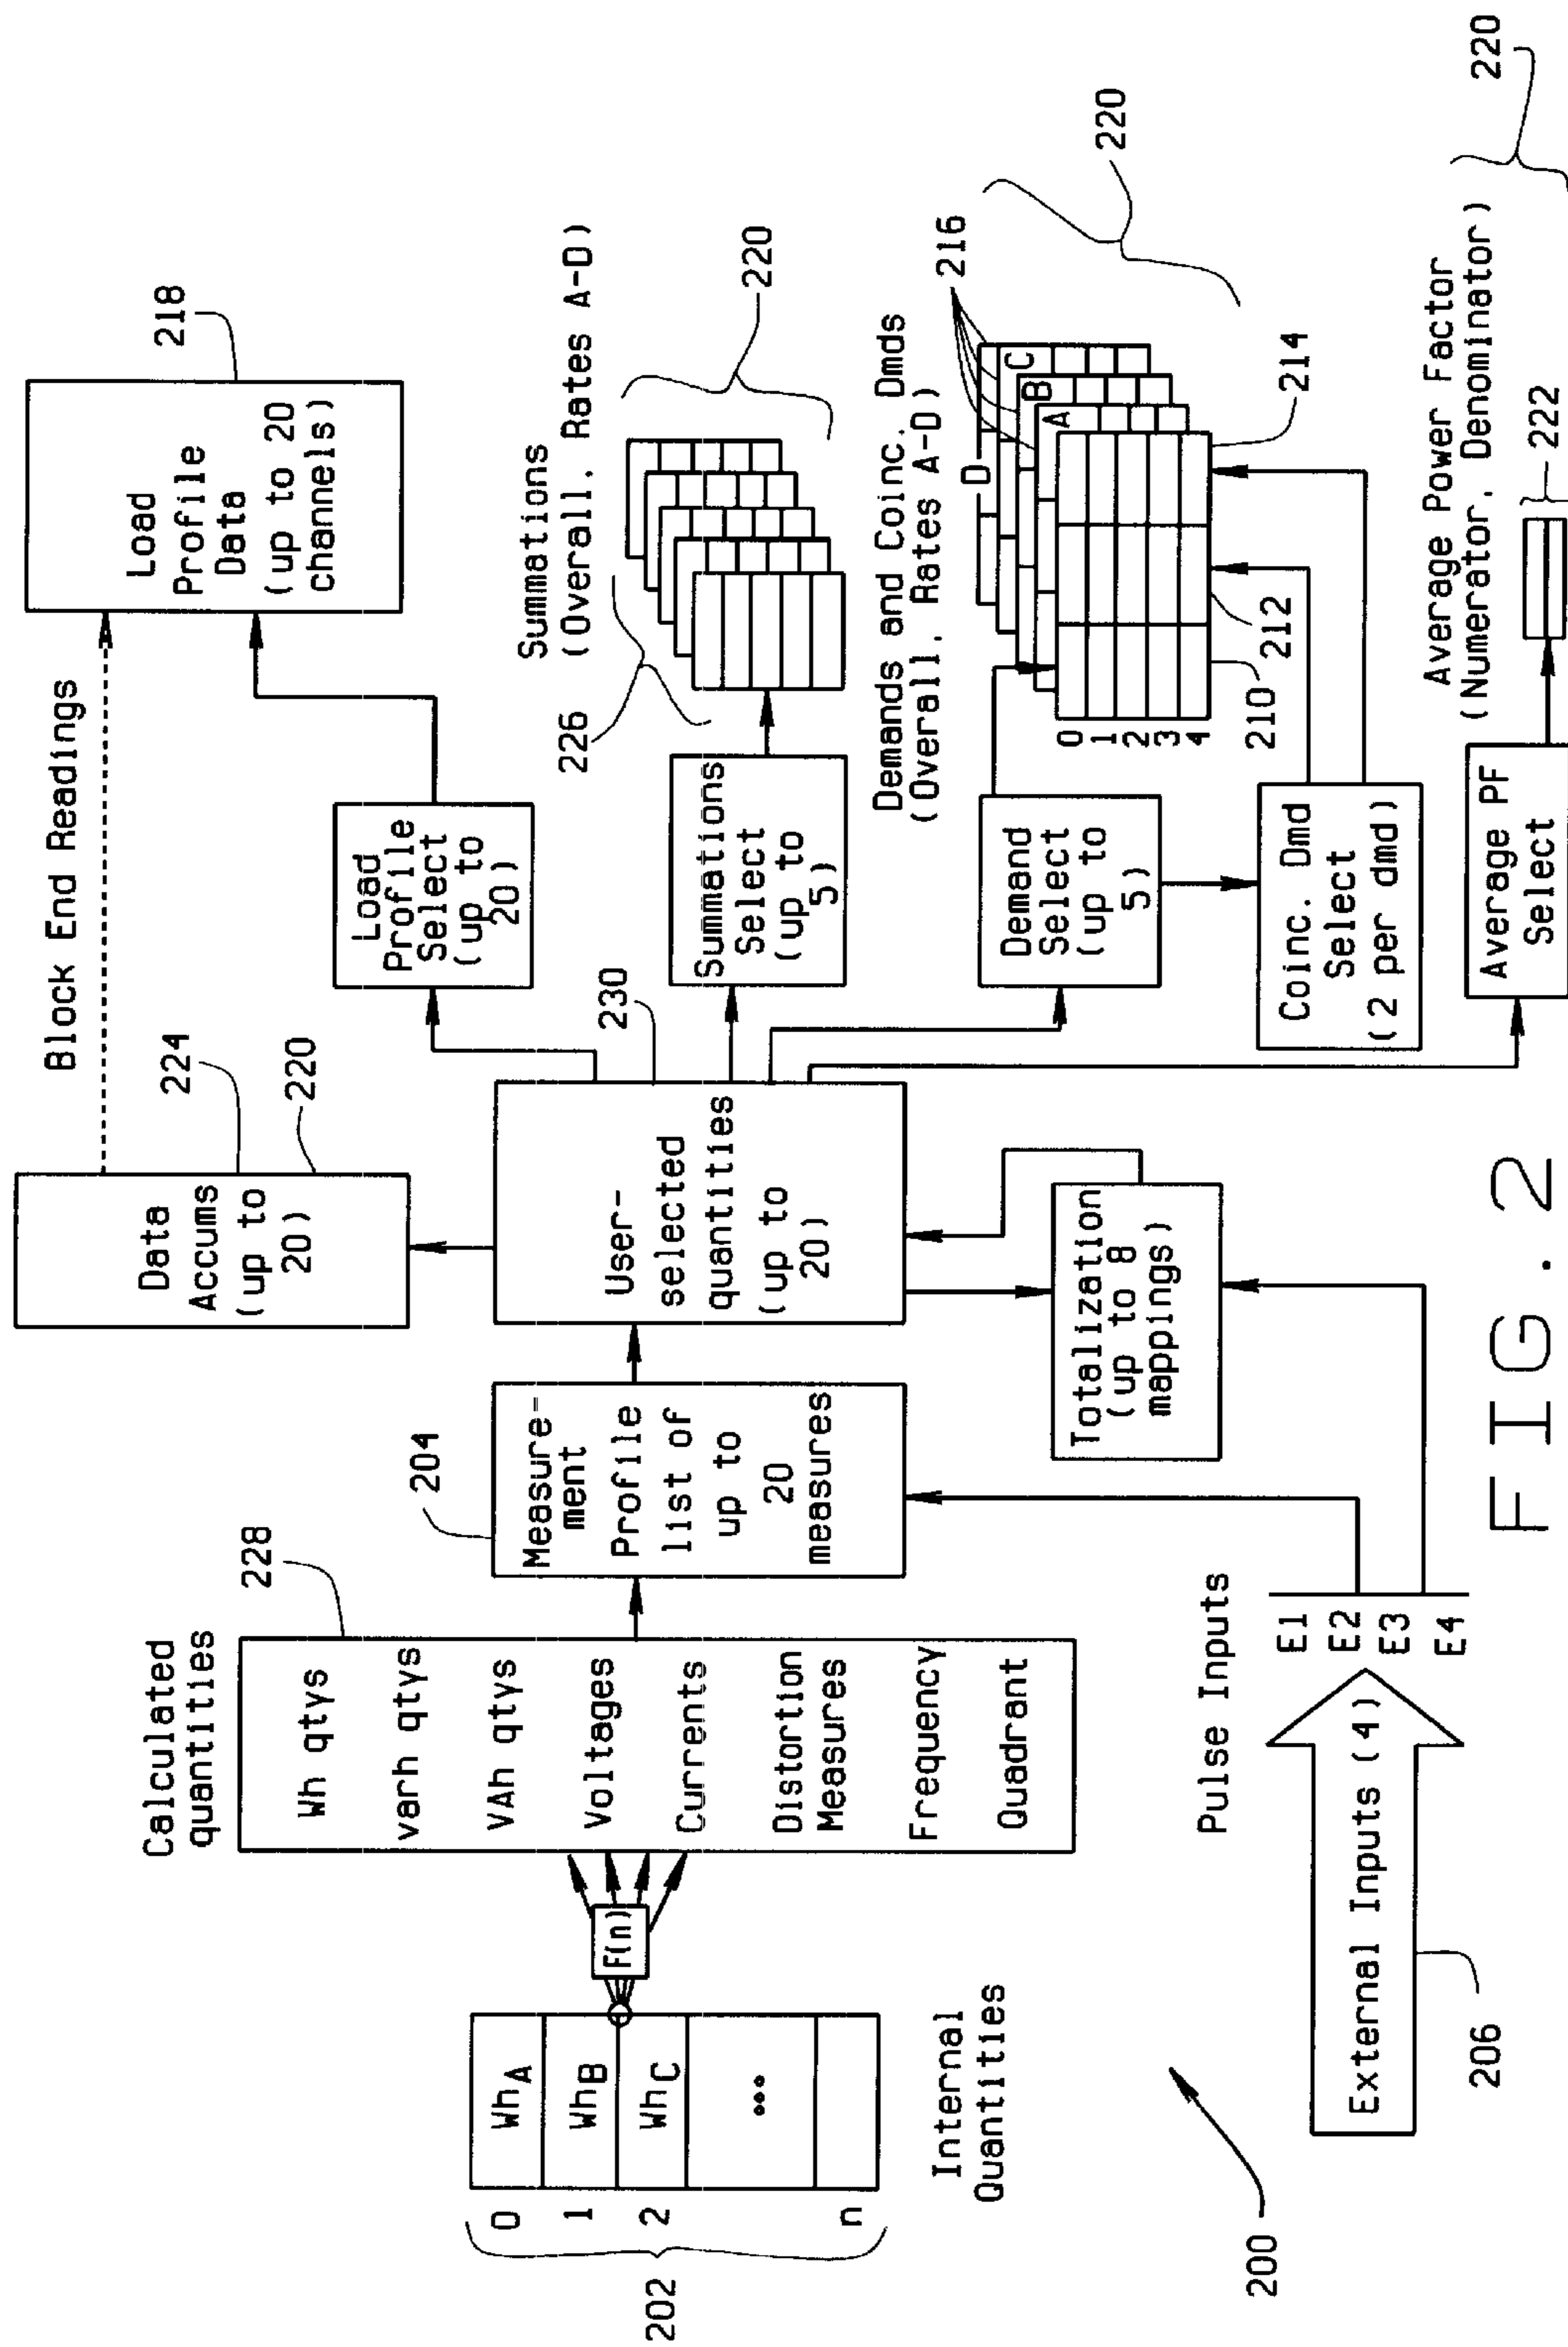 Internal
Quantities
202
0
1
2
n
WhA
WhB
WhC
•••
F(n)
Calculated
quantities
228
Wh qtys
varh qtys
VAh qtys
Voltages
Currents
Distortion
Measures
Frequency
Quadrant
204
Measure-
ment
Profile
list of
up to
20
measures
200
206
External Inputs (4)
Pulse Inputs
E1
E2
E3
E4
Data
Accums
(up to
20)
224
220
Block End Readings
User-
selected
quantities
(up to
20)
230
Totalization
(up to 8
mappings)
Load
Profile
Select
(up to
20)
Load
Profile
Data
(up to 20
channels)
218
Summations
Select
(up to
5)
226
Summations
(Overall, Rates A-D)
220
Demand
Select
(up to
5)
Demands and Coinc. Dmds
(Overall, Rates A-D)
0
1
2
3
4
A
B
C
D
210
212
214
216
220
Coinc. Dmd
Select
(2 per dmd)
Average PF
Select
Average Power Factor
(Numerator, Denominator)
222
220
FIG. 2